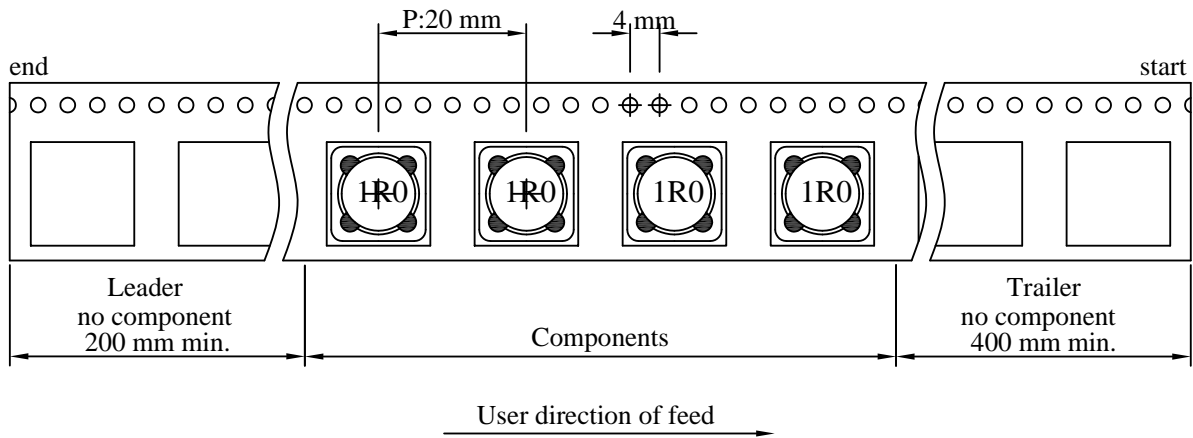 P:20 mm
4 mm
end
start
1R0
1R0
1R0
1R0
Leader
no component
200 mm min.
Components
Trailer
no component
400 mm min.
User direction of feed